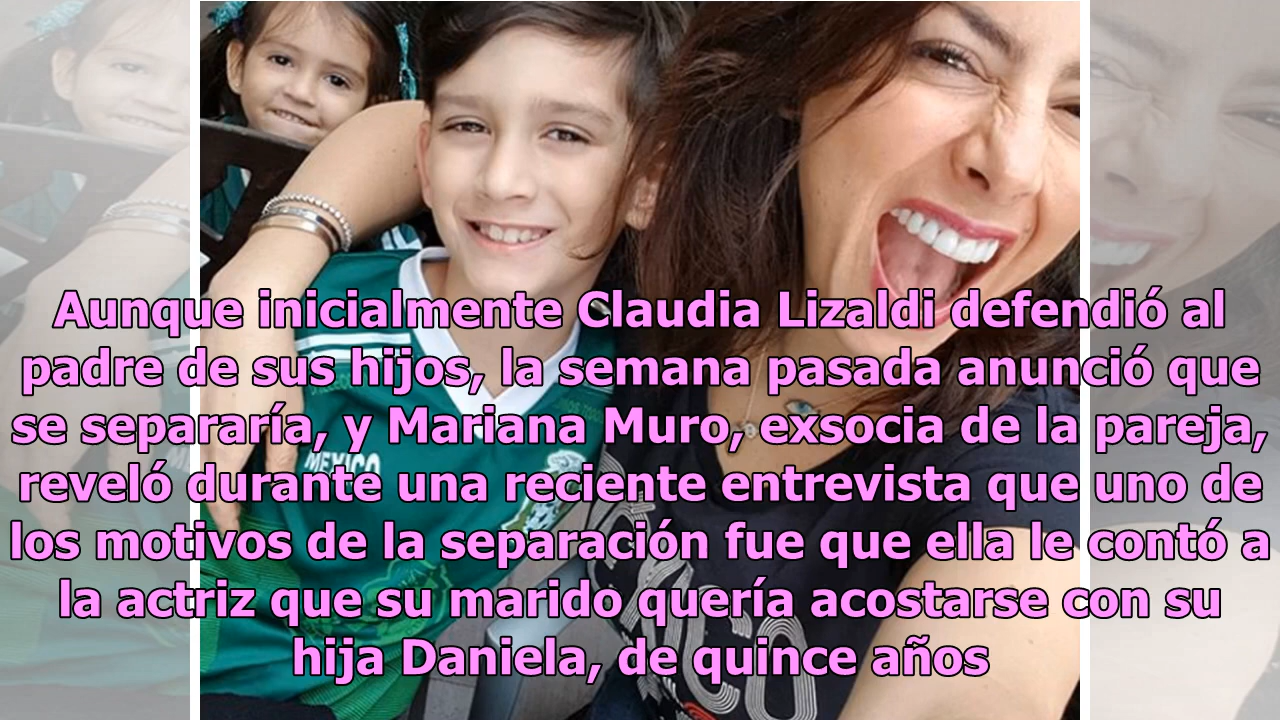 Aunque inicialmente Claudia Lizaldi defendió al
padre de sus hijos, la semana pasada anunció que
se separaría, y Mariana Muro, exsocia de la pareja,
reveló durante una reciente entrevista que uno de
los motivos de la separación fue que ella le contó a
la actriz que su marido quería acostarse con su
hija Daniela, de quince años
MEXICO